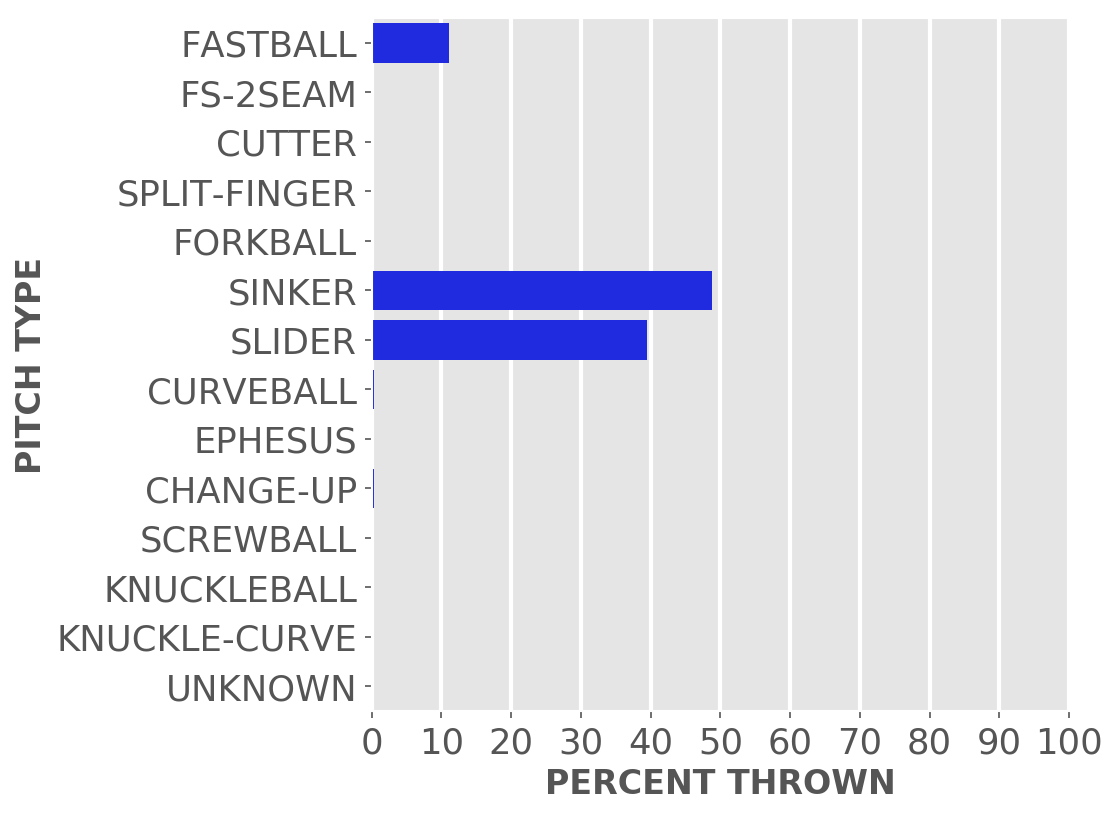 FASTBALL
FS-2SEAM
CUTTER
SPLIT-FINGER
FORKBALL
SINKER
SLIDER
CURVEBALL
EPHESUS
CHANGE-UP
SCREWBALL
KNUCKLEBALL
KNUCKLE-CURVE
UNKNOWN
PITCH TYPE
0 10 20 30 40 50 60 70 80 90 100
PERCENT THROWN